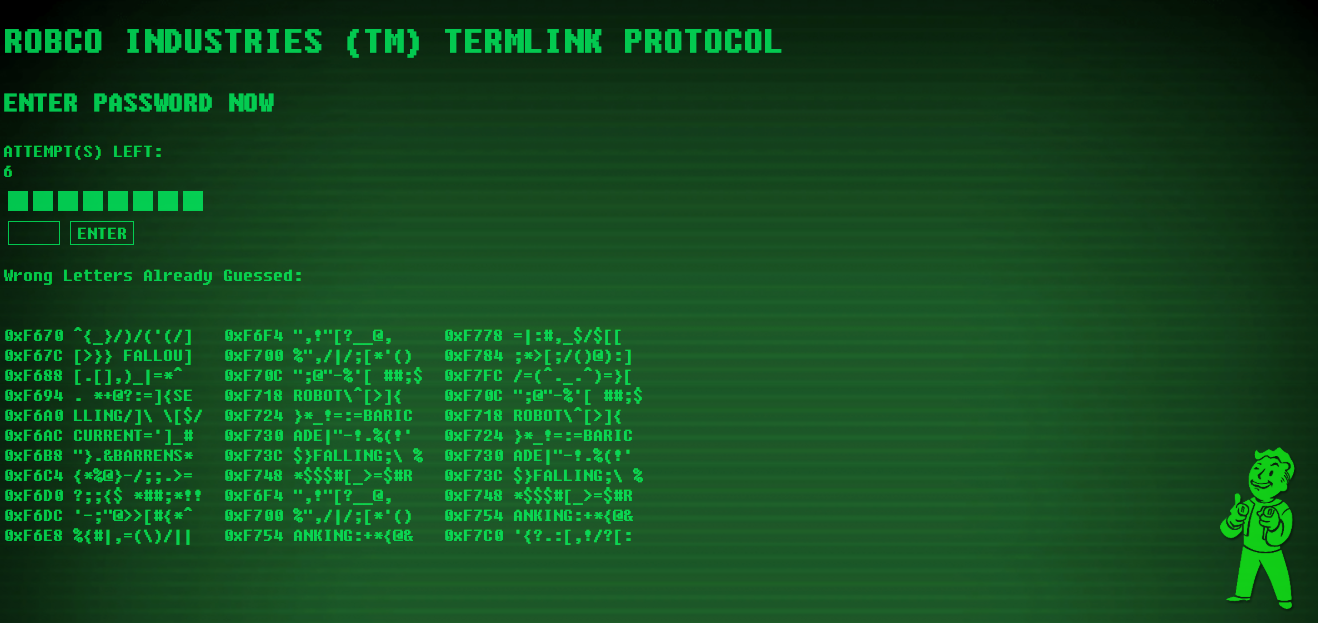 ROBCO INDUSTRIES (TM) TERMLINK PROTOCOL
ENTER PASSWORD NOW
ATTEMPT(S) LEFT:
6
ENTER
Wrong Letters Already Guessed:
0xF670 ^{_}/)/('(/] 0xF6F4 ",!"[?__@, 0xF778 =|:#,_$/$[[
0xF67C [>}} FALLOU] 0xF700 %",/|/;[*'() 0xF784 ;*>[;/()@):]
0xF688 [.[],)_|=*^ 0xF70C ";@"-%'[ ##;$ 0xF7FC /=(^._.^)=}[
0xF694 . *+@?:=]{SE 0xF718 ROBOT\^[>]{ 0xF70C ";@"-%'[ ##;$
0xF6A0 LLING/]\ \[$/ 0xF724 }*_!=:=BARIC 0xF718 ROBOT\^[>]{
0xF6AC CURRENT=']_# 0xF730 ADE|"-!.%(!' 0xF724 }*_!=:=BARIC
0xF6B8 "}.&BARRENS* 0xF73C $}FALLING;\ % 0xF730 ADE|"-!.%(!'
0xF6C4 {*%@}-/;;.>= 0xF748 *$$$#[_>=$#R 0xF73C $}FALLING;\ %
0xF6D0 ?;;{$ *##;*!! 0xF6F4 ",!"[?__@, 0xF748 *$$$#[_>=$#R
0xF6DC '-;"@>>[#{*^ 0xF700 %",/|/;[*'() 0xF754 ANKING:+*{@&
0xF6E8 %{#|,=(\)/|| 0xF754 ANKING:+*{@& 0xF7C0 '{?.:[,!/?[: